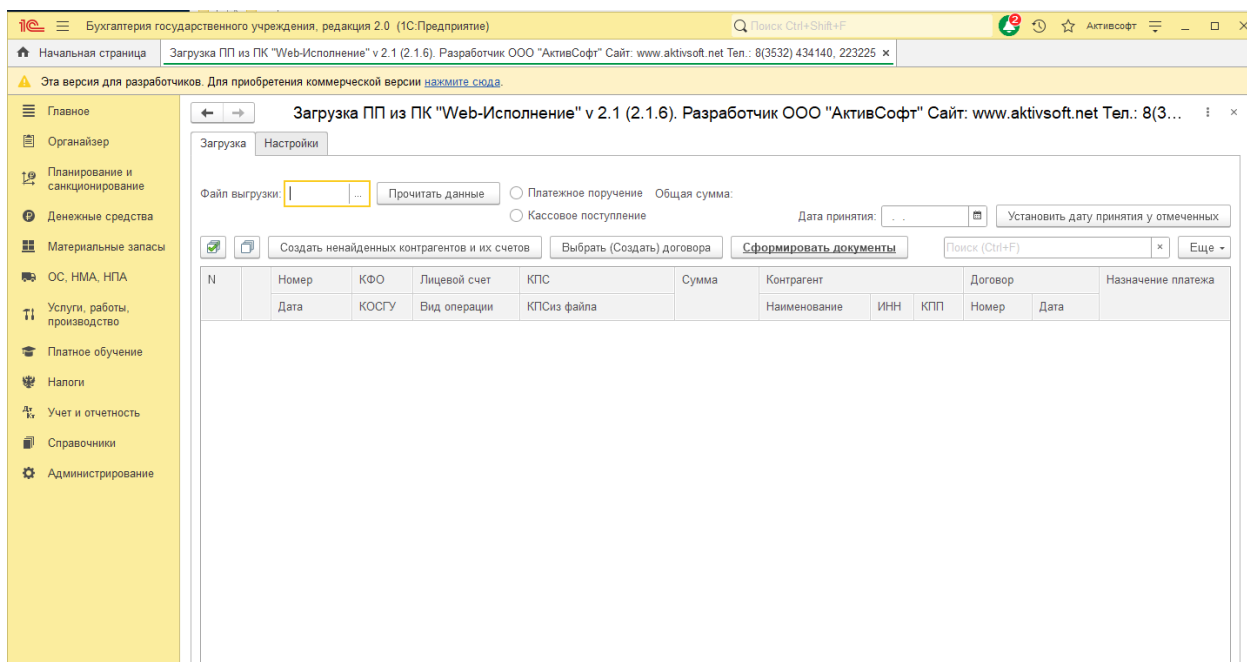 1С Бухгалтерия государственного учреждения, редакция 2.0 (1С:Предприятие) Поиск Ctrl+Shift+F 2 Активсофт
Начальная страница Загрузка ПП из ПК "Web-Исполнение" v 2.1 (2.1.6). Разработчик ООО "АктивСофт" Сайт: www.aktivsoft.net Тел.: 8(3532) 434140, 223225 ×
Эта версия для разработчиков. Для приобретения коммерческой версии нажмите сюда.
Главное
Органайзер
Планирование и
санкционирование
Денежные средства
Материальные запасы
ОС, НМА, НПА
Услуги, работы,
производство
Платное обучение
Налоги
Учет и отчетность
Справочники
Администрирование
Загрузка ПП из ПК "Web-Исполнение" v 2.1 (2.1.6). Разработчик ООО "АктивСофт" Сайт: www.aktivsoft.net Тел.: 8(3...
Загрузка Настройки
Файл выгрузки: ... Прочитать данные Платежное поручение Общая сумма:
Кассовое поступление Дата принятия: . . Установить дату принятия у отмеченных
Создать ненайденных контрагентов и их счетов Выбрать (Создать) договора Сформировать документы Поиск (Ctrl+F) × Еще
N Номер КФО Лицевой счет КПС Сумма Контрагент Договор Назначение платежа
Дата КОСГУ Вид операции КПСиз файла Наименование ИНН КПП Номер Дата